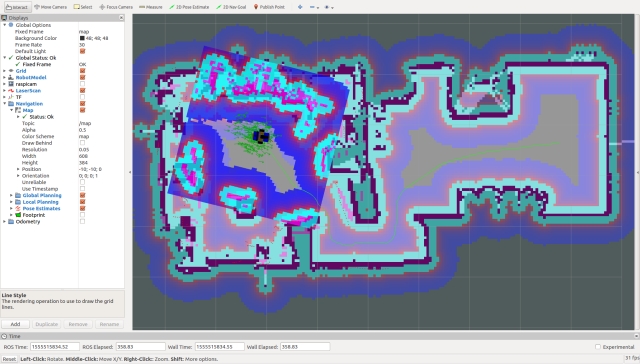 Interact Move Camera Select Focus Camera Measure 2D Pose Estimate 2D Nav Goal Publish Point
Displays
Global Options
Fixed Frame map
Background Color 48; 48; 48
Frame Rate 30
Default Light
Global Status: Ok
Fixed Frame OK
Grid
RobotModel
raspicam
LaserScan
TF
Navigation
Map
Status: Ok
Topic /map
Alpha 0.5
Color Scheme map
Draw Behind
Resolution 0.05
Width 608
Height 384
Position -10; -10; 0
Orientation 0; 0; 0; 1
Unreliable
Use Timestamp
Global Planning
Local Planning
Pose Estimates
Footprint
Odometry
Line Style
The rendering operation to use to draw the grid
lines.
Add Duplicate Remove Rename
Time
ROS Time: 1555515834.52 ROS Elapsed: 358.83 Wall Time: 1555515834.55 Wall Elapsed: 358.83 Experimental
Reset Left-Click: Rotate. Middle-Click: Move X/Y. Right-Click: Zoom. Shift: More options. 31 fps